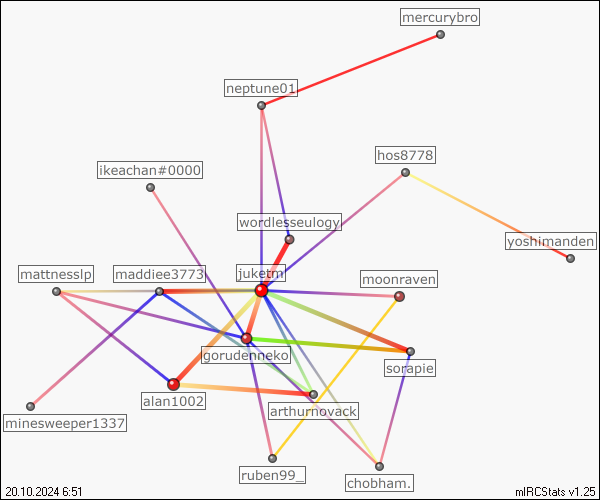 mercurybro
neptune01
hos8778
ikeachan#0000
wordlesseulogy
yoshimanden
mattnesslp
maddiee3773
juketm
moonraven
gorudenneko
sorapie
alan1002
arthurnovack
minesweeper1337
ruben99_
chobham.
20.10.2024 6:51
mIRCStats v1.25